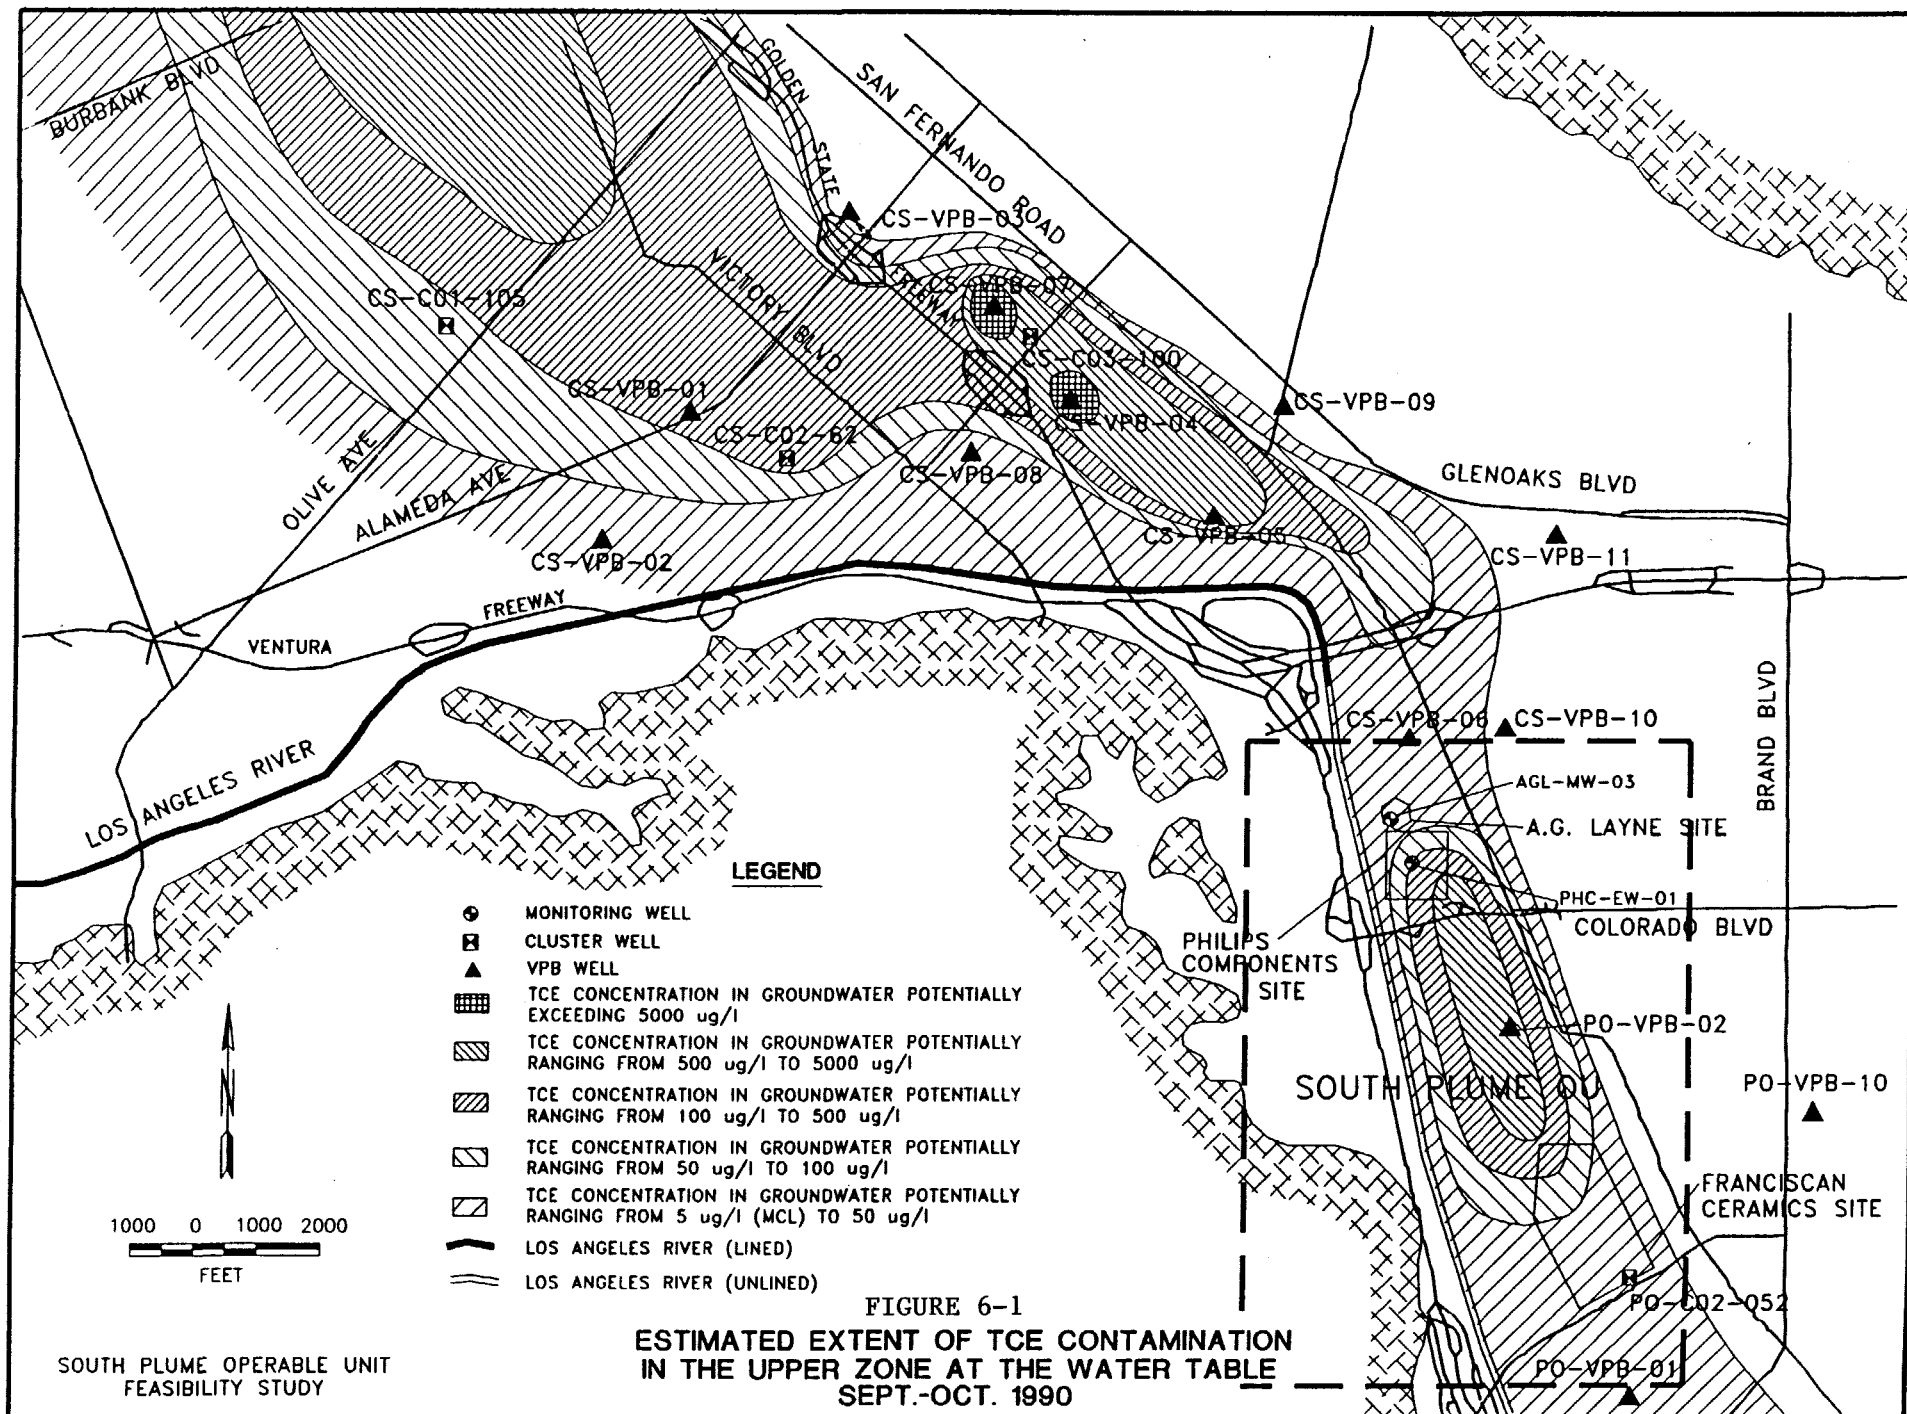 BURBANK BLVD
GOLDEN
STATE
FREEWAY
SAN FERNANDO ROAD
CS-VPB-03
VICTORY BLVD
CS-C01-105
CS-VPB-07
CS-C03-100
CS-VPB-01
CS-C02-62
CS-VPB-04
CS-VPB-09
CS-VPB-08
OLIVE AVE
ALAMEDA AVE
GLENOAKS BLVD
CS-VPB-02
CS-VPB-05
CS-VPB-11
VENTURA
FREEWAY
LOS ANGELES RIVER
BRAND BLVD
CS-VPB-06
CS-VPB-10
AGL-MW-03
A.G. LAYNE SITE
PHC-EW-01
COLORADO BLVD
PHILIPS
COMPONENTS
SITE
PO-VPB-02
SOUTH PLUME OU
PO-VPB-10
FRANCISCAN
CERAMICS SITE
PO-C02-052
PO-VPB-01
LEGEND
MONITORING WELL
CLUSTER WELL
VPB WELL
TCE CONCENTRATION IN GROUNDWATER POTENTIALLY
EXCEEDING 5000 ug/l
TCE CONCENTRATION IN GROUNDWATER POTENTIALLY
RANGING FROM 500 ug/l TO 5000 ug/l
TCE CONCENTRATION IN GROUNDWATER POTENTIALLY
RANGING FROM 100 ug/l TO 500 ug/l
TCE CONCENTRATION IN GROUNDWATER POTENTIALLY
RANGING FROM 50 ug/l TO 100 ug/l
TCE CONCENTRATION IN GROUNDWATER POTENTIALLY
RANGING FROM 5 ug/l (MCL) TO 50 ug/l
LOS ANGELES RIVER (LINED)
LOS ANGELES RIVER (UNLINED)
N
1000 0 1000 2000
FEET
SOUTH PLUME OPERABLE UNIT
FEASIBILITY STUDY
FIGURE 6-1
ESTIMATED EXTENT OF TCE CONTAMINATION
IN THE UPPER ZONE AT THE WATER TABLE
SEPT.-OCT. 1990